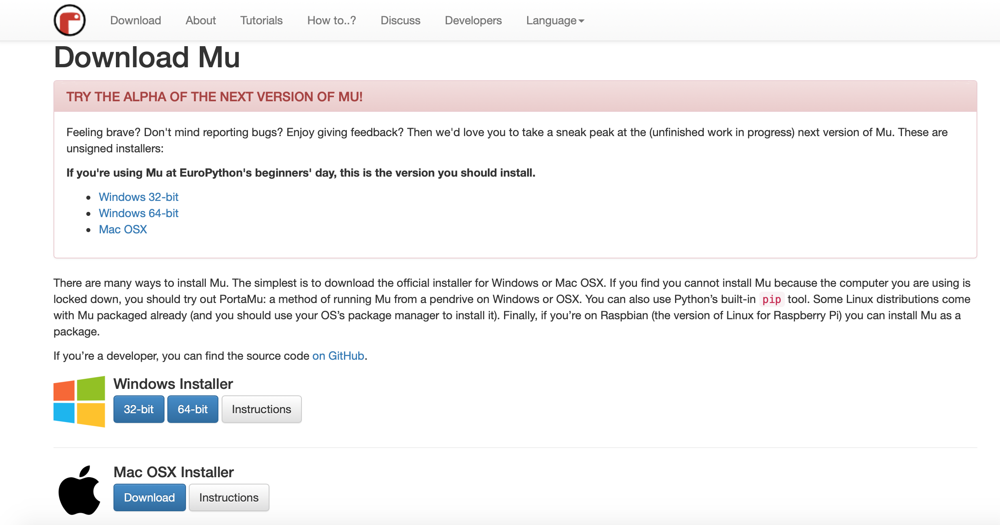 Download About Tutorials How to..? Discuss Developers Language
Download Mu
TRY THE ALPHA OF THE NEXT VERSION OF MU!
Feeling brave? Don't mind reporting bugs? Enjoy giving feedback? Then we'd love you to take a sneak peak at the (unfinished work in progress) next version of Mu. These are
unsigned installers:
If you're using Mu at EuroPython's beginners' day, this is the version you should install.
Windows 32-bit
Windows 64-bit
Mac OSX
There are many ways to install Mu. The simplest is to download the official installer for Windows or Mac OSX. If you find you cannot install Mu because the computer you are using is
locked down, you should try out PortaMu: a method of running Mu from a pendrive on Windows or OSX. You can also use Python’s built-in pip tool. Some Linux distributions come
with Mu packaged already (and you should use your OS’s package manager to install it). Finally, if you’re on Raspbian (the version of Linux for Raspberry Pi) you can install Mu as a
package.
If you’re a developer, you can find the source code on GitHub.
Windows Installer
32-bit 64-bit Instructions
Mac OSX Installer
Download Instructions